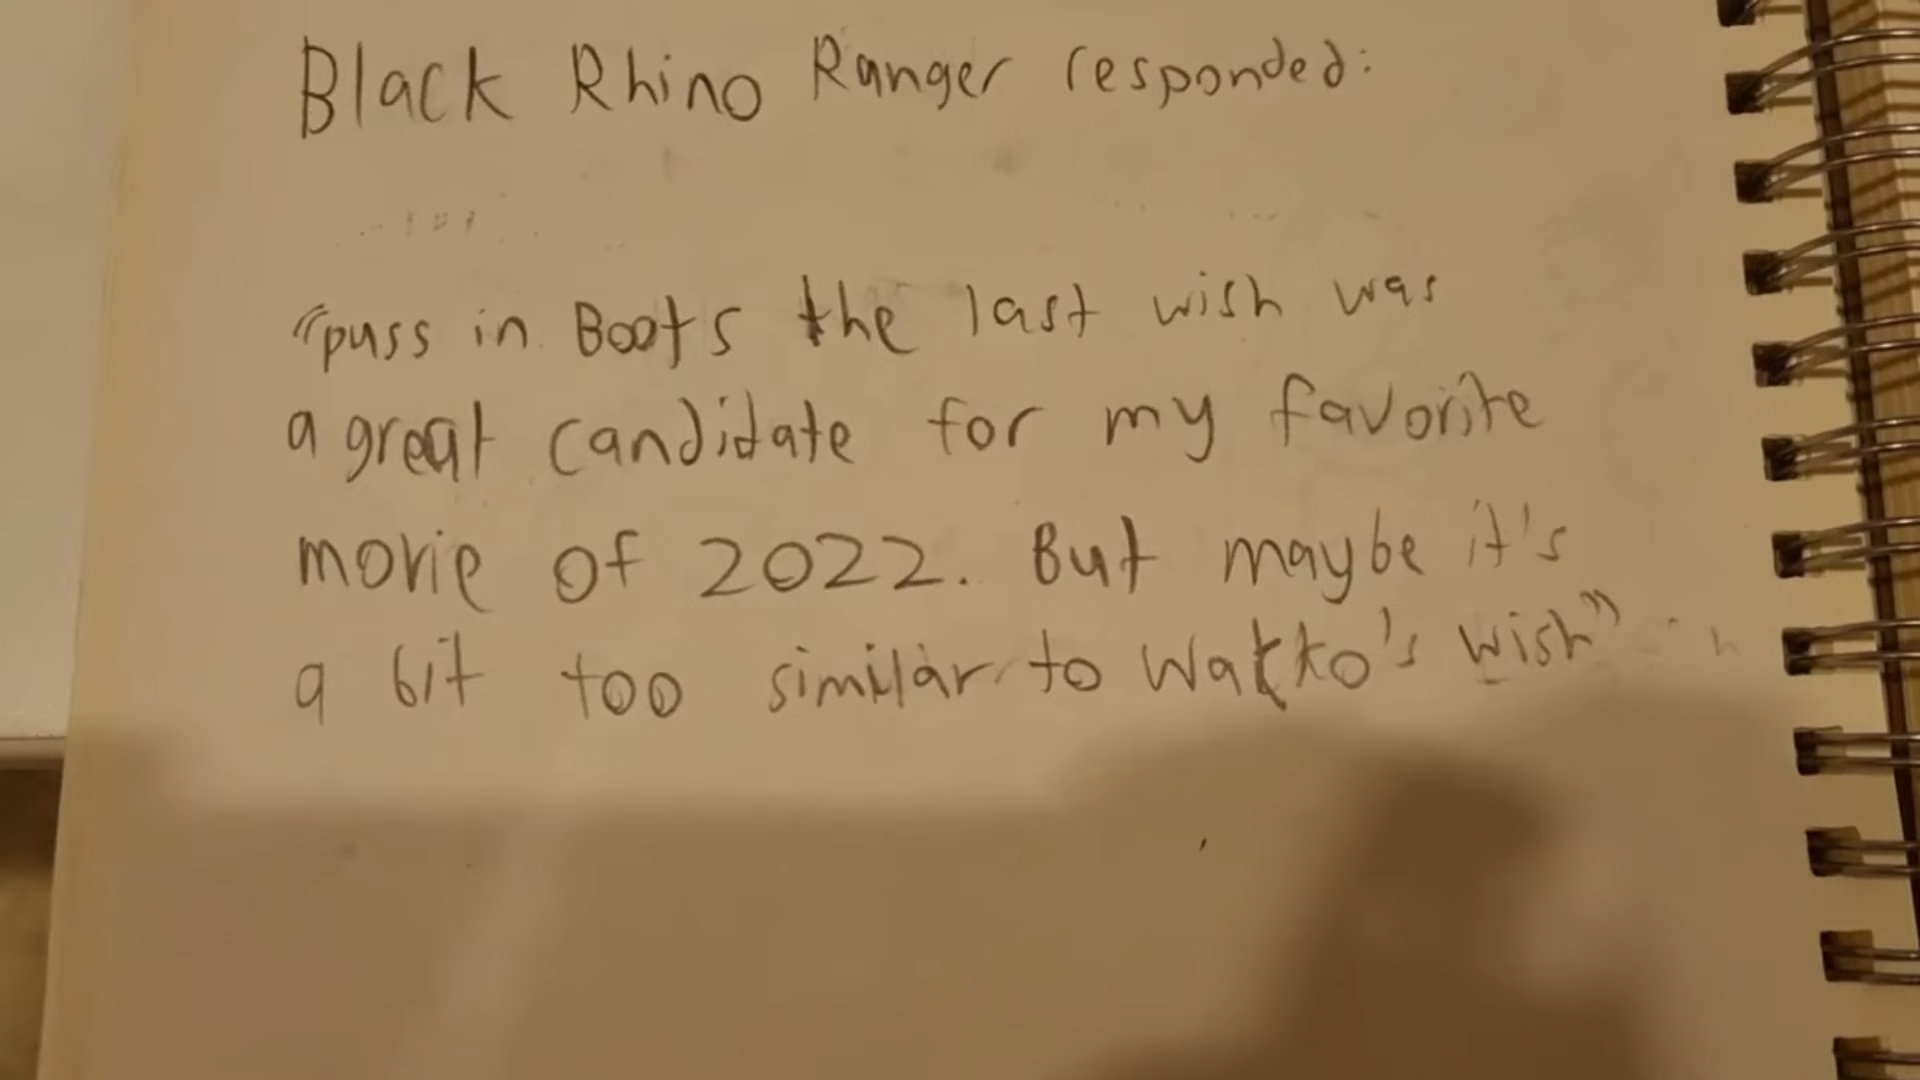 Black Rhino Ranger responded:
"puss in Boots the last wish was
a great candidate for my favorite
movie of 2022. But maybe it's
a bit too similar to Wakko's wish"